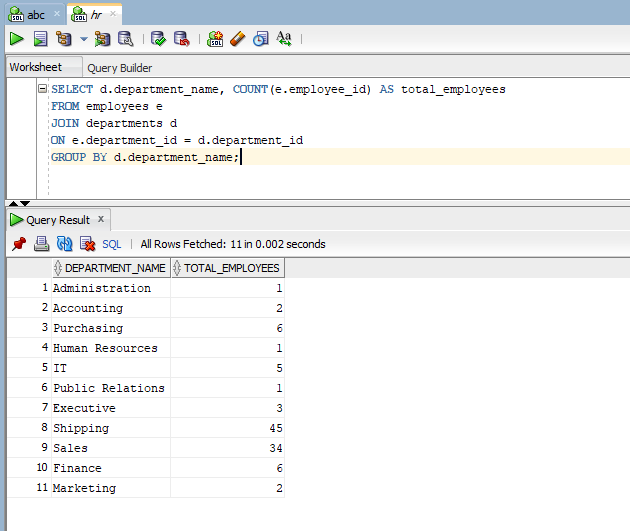 abc hr
SQL
Worksheet Query Builder
SELECT d.department_name, COUNT(e.employee_id) AS total_employees
FROM employees e
JOIN departments d
ON e.department_id = d.department_id
GROUP BY d.department_name;
Query Result x
SQL | All Rows Fetched: 11 in 0.002 seconds
DEPARTMENT_NAME TOTAL_EMPLOYEES
1 Administration 1
2 Accounting 2
3 Purchasing 6
4 Human Resources 1
5 IT 5
6 Public Relations 1
7 Executive 3
8 Shipping 45
9 Sales 34
10 Finance 6
11 Marketing 2